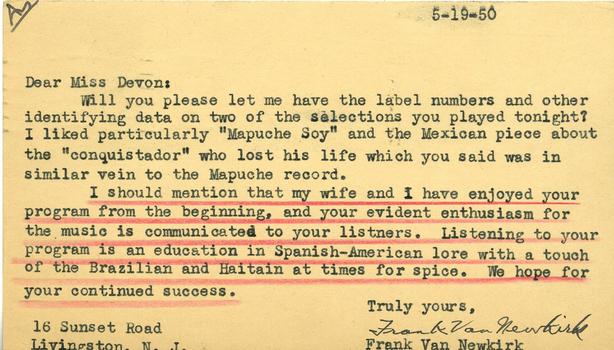 As
5-19-50
Dear Miss Devon:
Will you please let me have the label numbers and other
identifying data on two of the selections you played tonight?
I liked particularly "Mapuche Soy" and the Mexican piece about
the "conquistador" who lost his life which you said was in
similar vein to the Mapuche record.
I should mention that my wife and I have enjoyed your
program from the beginning, and your evident enthusiasm for
the music is communicated to your listners. Listening to your
program is an education in Spanish-American lore with a touch
of the Brazilian and Haitain at times for spice. We hope for
your continued success.
Truly yours,
Frank Van Newkirk
16 Sunset Road
Livingston, N. J.
Frank Van Newkirk